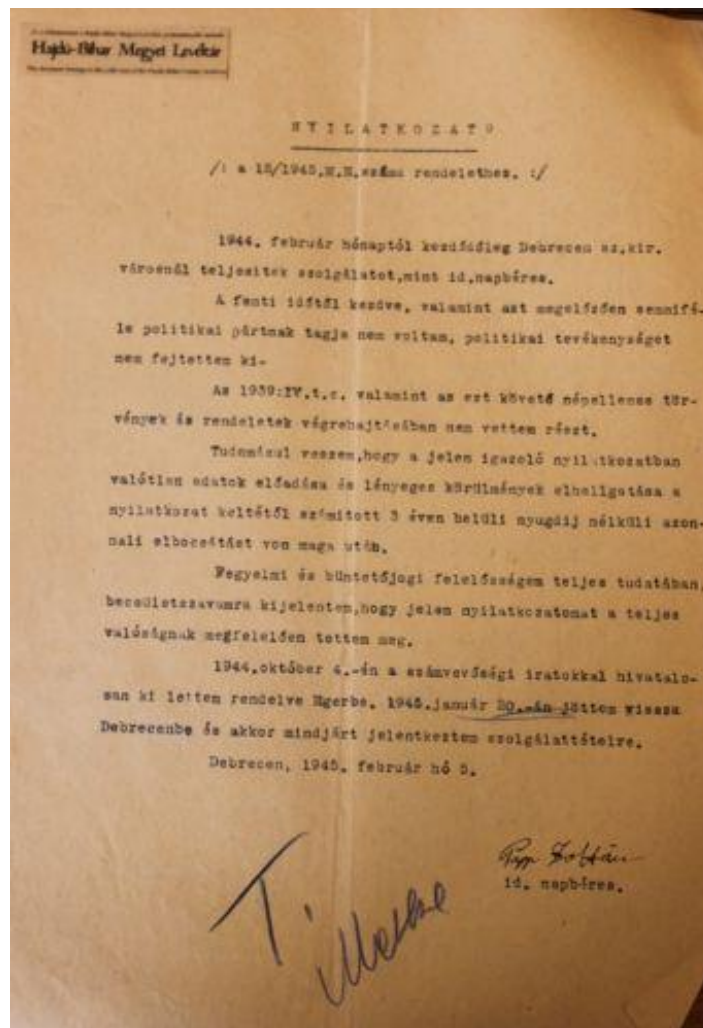 Hajdú-Bihar Megyei Levéltár
NYILATKOZAT
/: a 15/1945.M.E.számu rendelethez. :/
1944. február hónaptól kezdődőleg Debrecen sz.kir.
városnál teljesitek szolgálatot,mint id.napbéres.
A fenti időtől kezdve, valamint azt megelőzően semmifé-
le politikai pártnak tagja nem voltam, politikai tevékenységet
nem fejtettem ki-
Az 1939:IV.t.c. valamint az ezt követő népellenes tör-
vények és rendeletek végrehajtásában nem vettem részt.
Tudomásul veszem,hogy a jelen igazoló nyilatkozatban
valótlan adatok előadása és lényeges körülmények elhallgatása a
nyilatkozat keltétől számitott 3 éven belüli nyugdij nélküli azon-
nali elbocsátást von maga után.
Fegyelmi és büntetőjogi felelősségem teljes tudatában,
becsületszavamra kijelentem,hogy jelen nyilatkozatomat a teljes
valóságnak megfelelően tettem meg.
1944.október 4.-én a számvevőségi iratokkal hivatalo-
san ki lettem rendelve Egerbe. 1945.január 20.-án jöttem vissza
Debrecenbe és akkor mindjárt jelentkeztem szolgálattételre.
Debrecen, 1945. február hó 5.
Papp Zoltán
id. napbéres.
T.